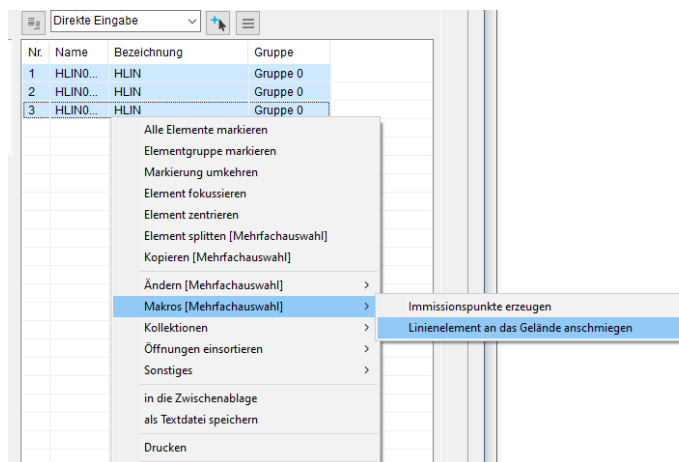 Direkte Eingabe
Nr. Name Bezeichnung Gruppe
1 HLIN0... HLIN Gruppe 0
2 HLIN0... HLIN Gruppe 0
3 HLIN0... HLIN Gruppe 0
Alle Elemente markieren
Elementgruppe markieren
Markierung umkehren
Element fokussieren
Element zentrieren
Element splitten [Mehrfachauswahl]
Kopieren [Mehrfachauswahl]
Ändern [Mehrfachauswahl]
Makros [Mehrfachauswahl]
Immissionspunkte erzeugen
Kollektionen
Linienelement an das Gelände anschmiegen
Öffnungen einsortieren
Sonstiges
in die Zwischenablage
als Textdatei speichern
Drucken